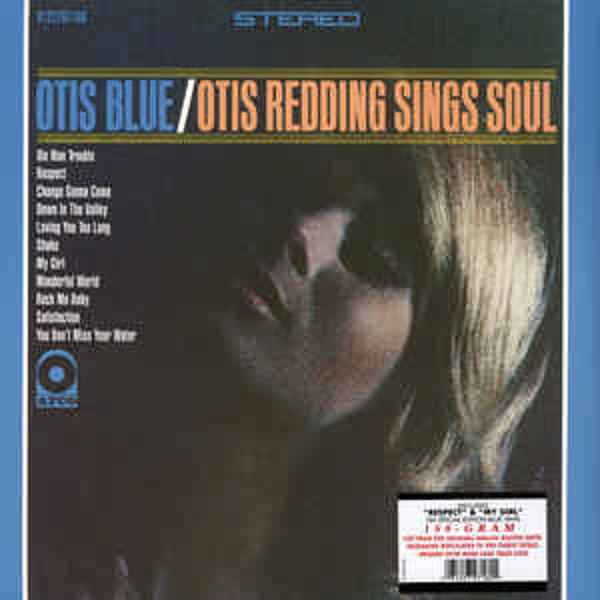 STEREO
OTIS BLUE/OTIS REDDING SINGS SOUL
Ole Man Trouble
Respect
Change Gonna Come
Down In The Valley
Loving You Too Long
Shake
My Girl
Wonderful World
Rock Me Baby
Satisfaction
You Don't Miss Your Water
ATCO
"RESPECT" & "MY GIRL"
180-GRAM